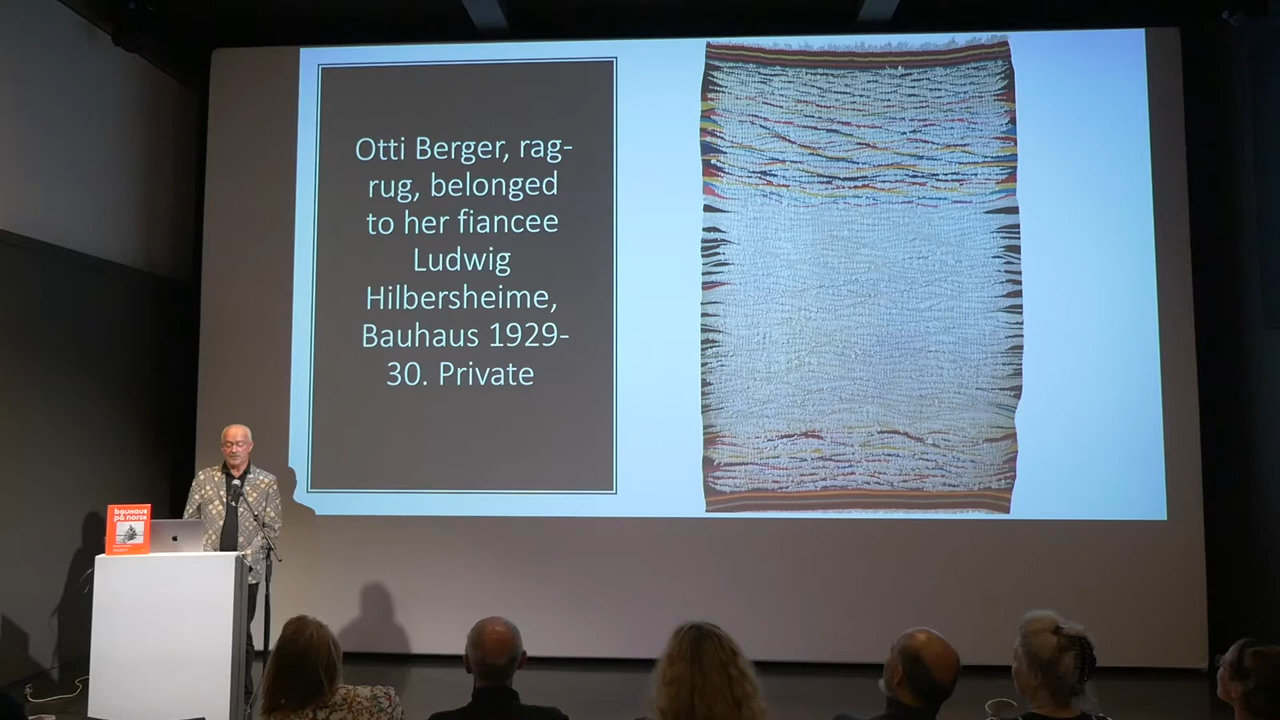 Otti Berger, rag-
rug, belonged
to her fiancee
Ludwig
Hilbersheime,
Bauhaus 1929-
30. Private
bauhaus
på norsk